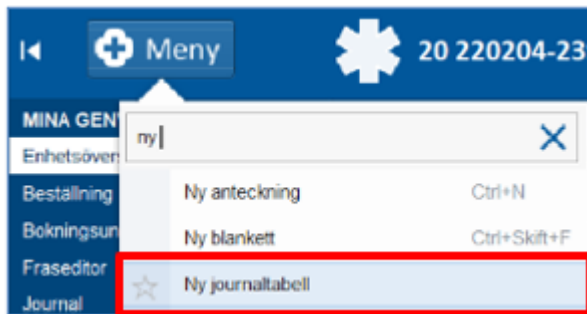 Meny
20 220204-23
MINA GEN
ny
Enhetsöver
Ny anteckning Ctrl+N
Beställning
Ny blankett Ctrl+Skift+F
Bokningsun
Fraseditor
Ny journaltabell
Journal